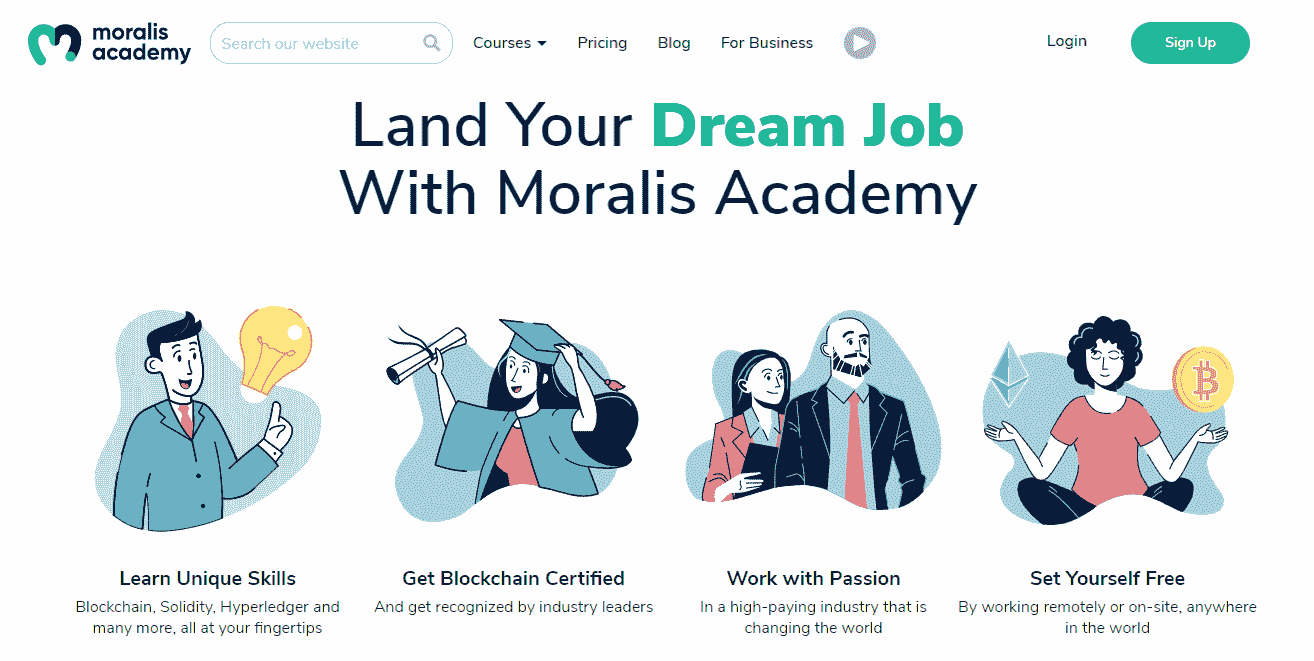 moralis
academy
Search our website
Courses
Pricing
Blog
For Business
Login
Sign Up
Land Your Dream Job
With Moralis Academy
Learn Unique Skills
Blockchain, Solidity, Hyperledger and
many more, all at your fingertips
Get Blockchain Certified
And get recognized by industry leaders
Work with Passion
In a high-paying industry that is
changing the world
Set Yourself Free
By working remotely or on-site, anywhere
in the world